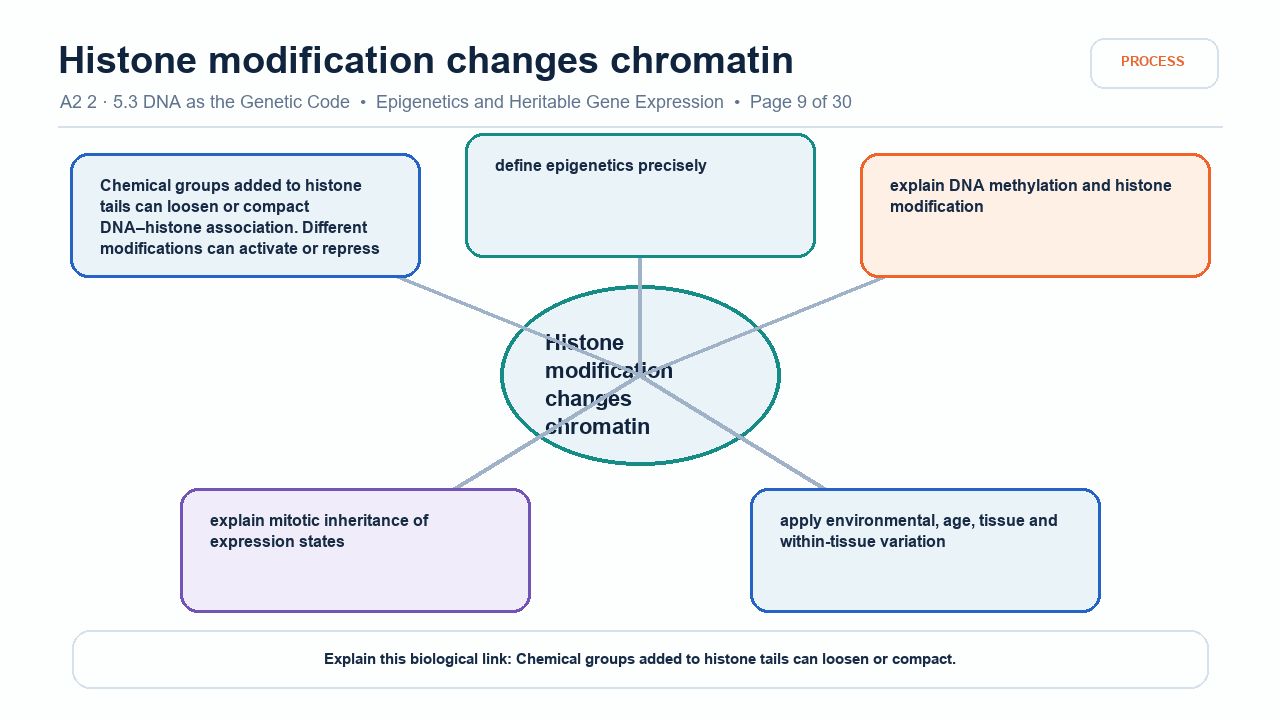 Histone modification changes chromatin
PROCESS
A2 2 · 5.3 DNA as the Genetic Code • Epigenetics and Heritable Gene Expression • Page 9 of 30
Chemical groups added to histone
tails can loosen or compact
DNA–histone association. Different
modifications can activate or repress
define epigenetics precisely
explain DNA methylation and histone
modification
Histone
modification
changes
chromatin
explain mitotic inheritance of
expression states
apply environmental, age, tissue and
within-tissue variation
Explain this biological link: Chemical groups added to histone tails can loosen or compact.